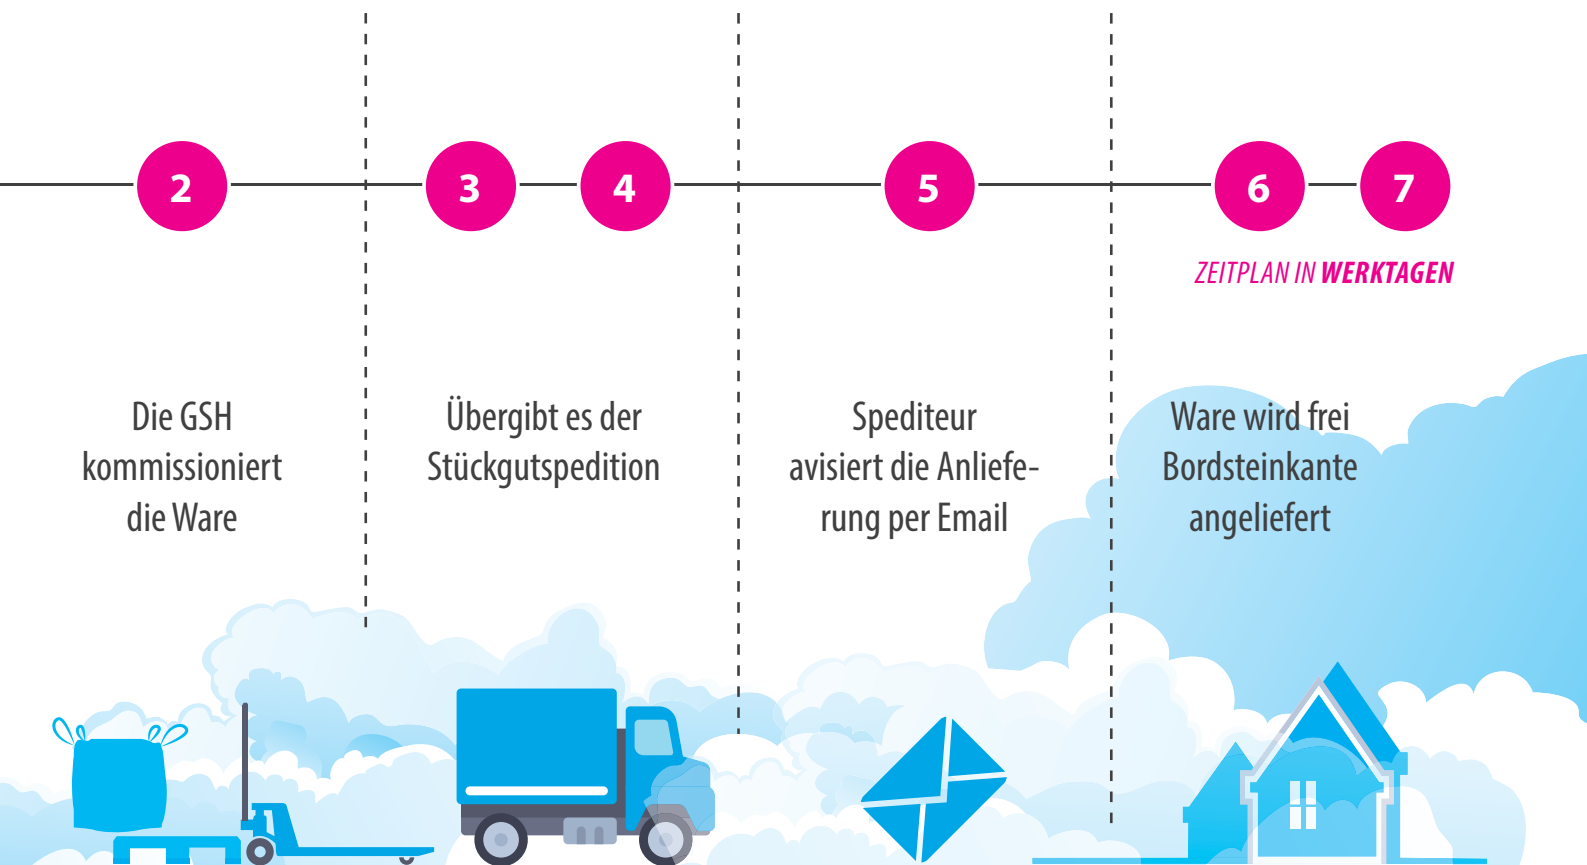 2
3
4
5
6
7
ZEITPLAN IN WERKTAGEN
Die GSH
kommissioniert
die Ware
Übergibt es der
Stückgutspedition
Spediteur
avisiert die Anliefe-
rung per Email
Ware wird frei
Bordsteinkante
angeliefert